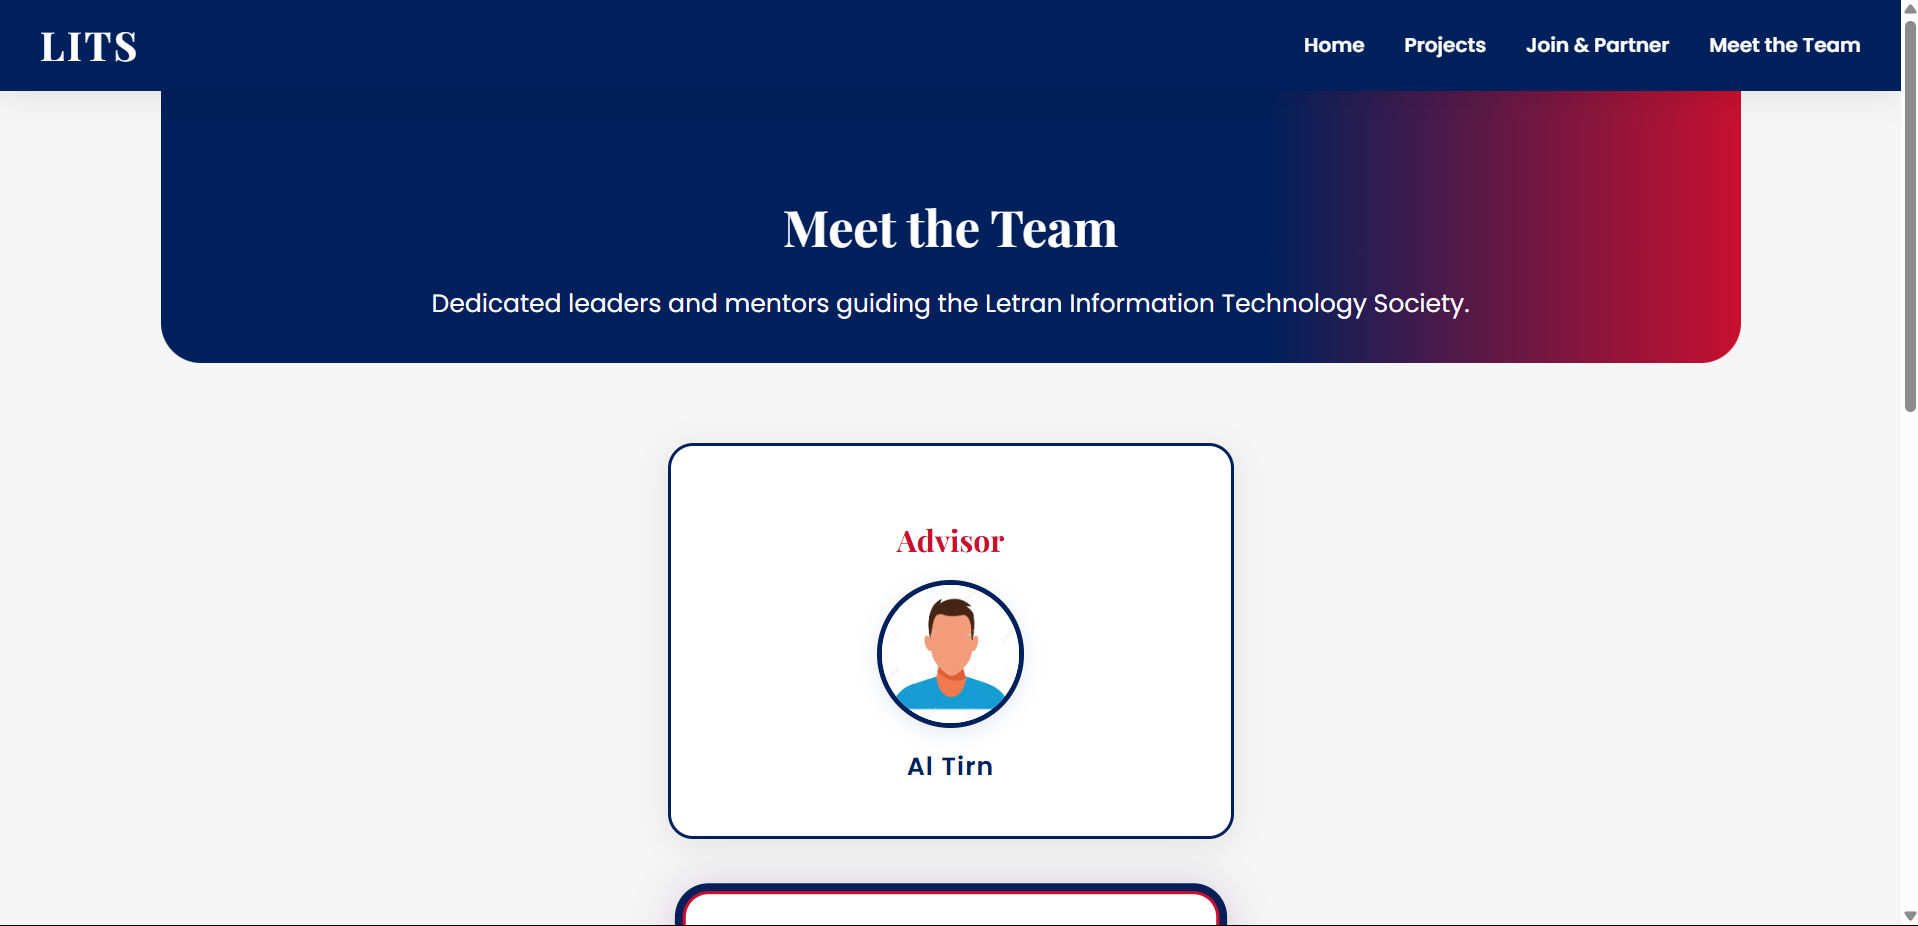 LITS
Home Projects Join & Partner Meet the Team
Meet the Team
Dedicated leaders and mentors guiding the Letran Information Technology Society.
Advisor
Al Tirn